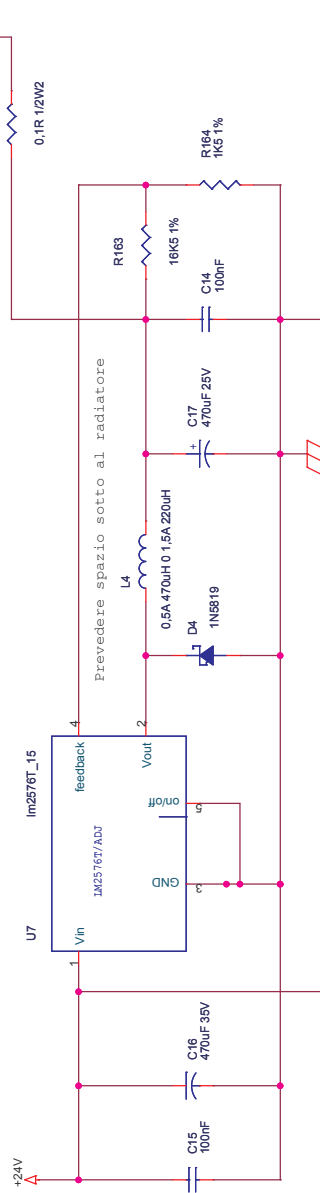 0,1R 1/2W2
R164
1K5 1%
R163
16K5 1%
C14
100nF
C17
470uF 25V
+
Prevedere spazio sotto al radiatore
L4
0,5A 470uH 0 1,5A 220uH
D4
1N5819
U7
lm2576T_15
4
feedback
2
Vout
on/off
5
LM2576T/ADJ
GND
3
Vin
1
C16
470uF 35V
C15
100nF
+24V